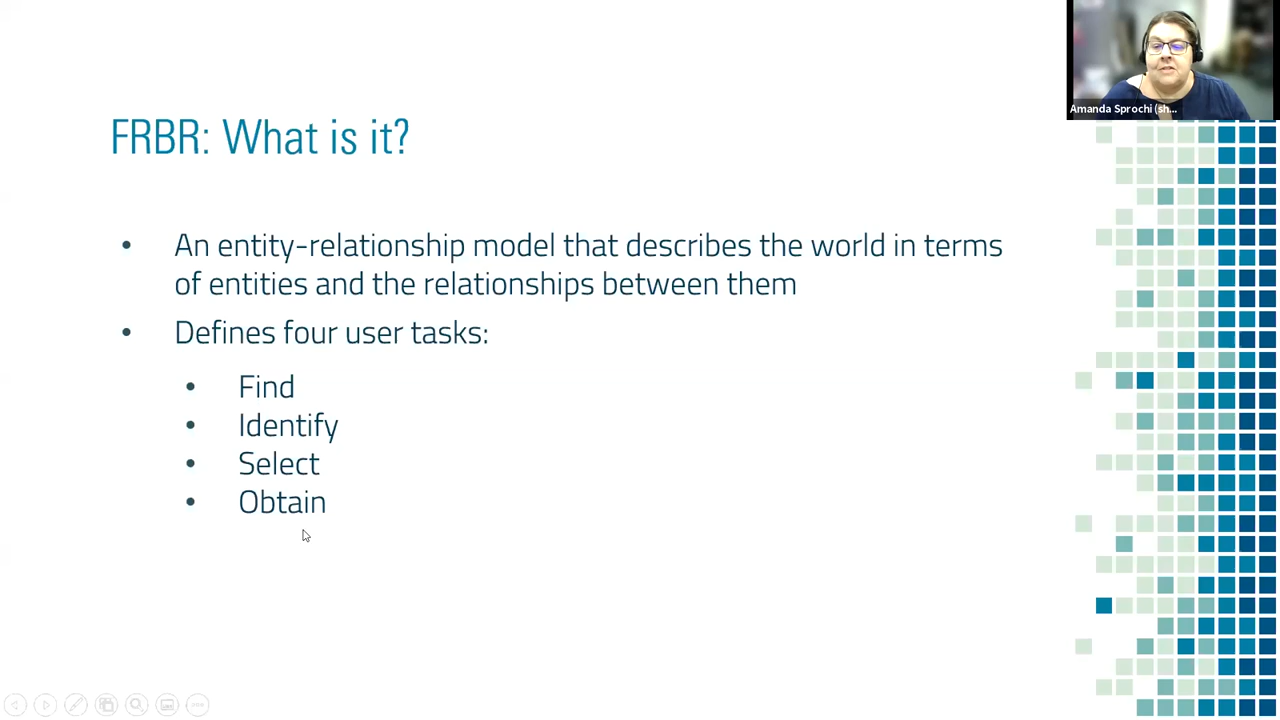 Amanda Sprochi (sh...
FRBR: What is it?
• An entity-relationship model that describes the world in terms
of entities and the relationships between them
• Defines four user tasks:
• Find
• Identify
• Select
• Obtain